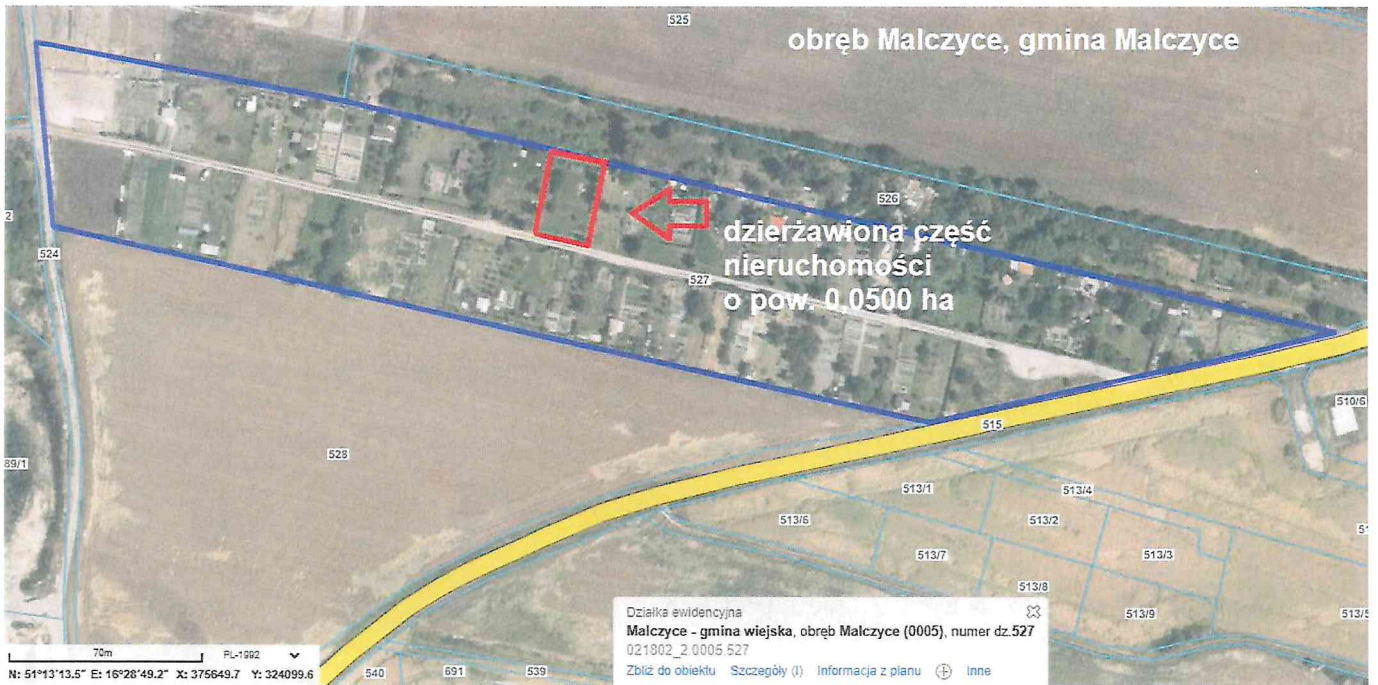 525
obręb Malczyce, gmina Malczyce
526
2
dzierżawiona część
nieruchomości
o pow. 0,0500 ha
524
527
515
510/6
528
89/1
513/1
513/4
513/6
513/2
513/7
513/3
513/8
513/9
513/5
Działka ewidencyjna
Malczyce - gmina wiejska, obręb Malczyce (0005), numer dz.527
021802_2.0005.527
Zbliż do obiektu Szczegóły (I) Informacja z planu Inne
70m PL-1992
N: 51°13'13.5" E: 16°28'49.2" X: 375649.7 Y: 324099.6
540
691
539